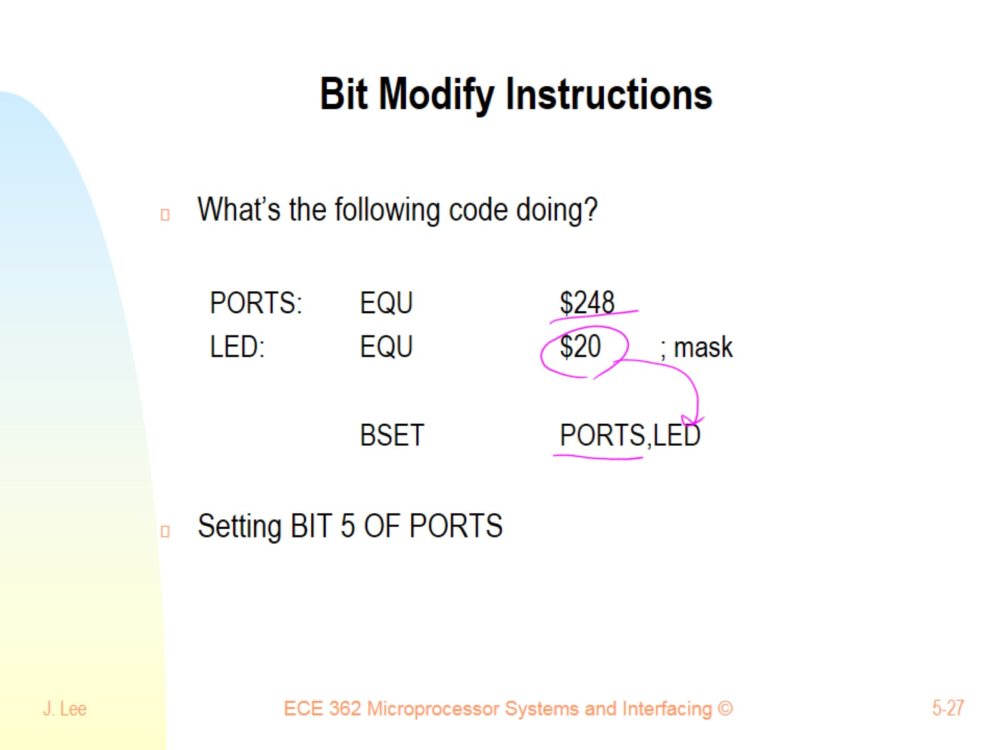 Bit Modify Instructions
What’s the following code doing?
PORTS: EQU $248
LED: EQU $20 ; mask
BSET PORTS,LED
Setting BIT 5 OF PORTS
J. Lee ECE 362 Microprocessor Systems and Interfacing © 5-27